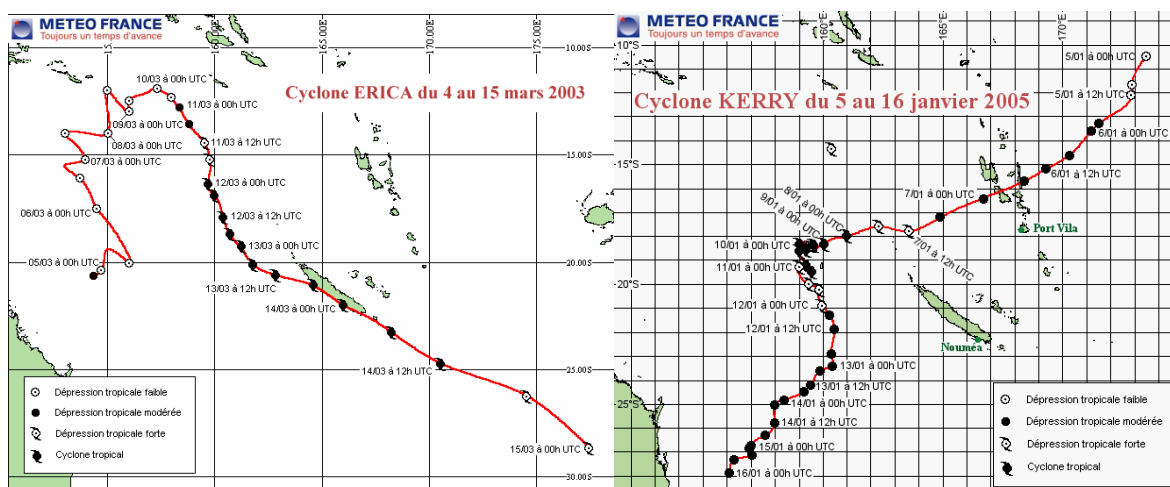 METEO FRANCE
Toujours un temps d'avance
160.00E
165.00E
170.00E
175.00E
10.00S
10/03 à 00h UTC
Cyclone ERICA du 4 au 15 mars 2003
11/03 à 00h UTC
09/03 à 00h UTC
08/03 à 00h UTC
11/03 à 12h UTC
07/03 à 00h UTC
15.00S
12/03 à 00h UTC
06/03 à 00h UTC
12/03 à 12h UTC
13/03 à 00h UTC
05/03 à 00h UTC
20.00S
13/03 à 12h UTC
14/03 à 00h UTC
14/03 à 12h UTC
25.00S
15/03 à 00h UTC
30.00S
Dépression tropicale faible
Dépression tropicale modérée
Dépression tropicale forte
Cyclone tropical
METEO FRANCE
Toujours un temps d'avance
160°E
165°E
170°E
10°S
5/01 à 00h UTC
5/01 à 12h UTC
Cyclone KERRY du 5 au 16 janvier 2005
6/01 à 00h UTC
15°S
6/01 à 12h UTC
7/01 à 00h UTC
8/01 à 00h UTC
9/01 à 00h UTC
Port Vila
7/01 à 12h UTC
10/01 à 00h UTC
11/01 à 00h UTC
20°S
12/01 à 00h UTC
12/01 à 12h UTC
Nouméa
13/01 à 00h UTC
13/01 à 12h UTC
14/01 à 00h UTC
25°S
14/01 à 12h UTC
15/01 à 00h UTC
16/01 à 00h UTC
Dépression tropicale faible
Dépression tropicale modérée
Dépression tropicale forte
Cyclone tropical